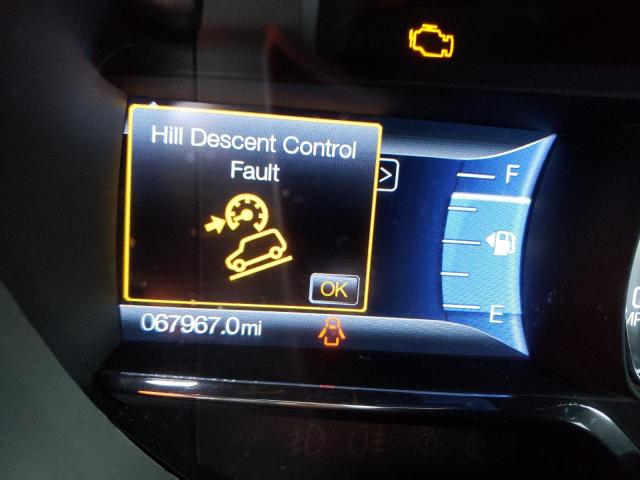 Hill Descent Control
Fault
>
F
OK
E
067967.0mi